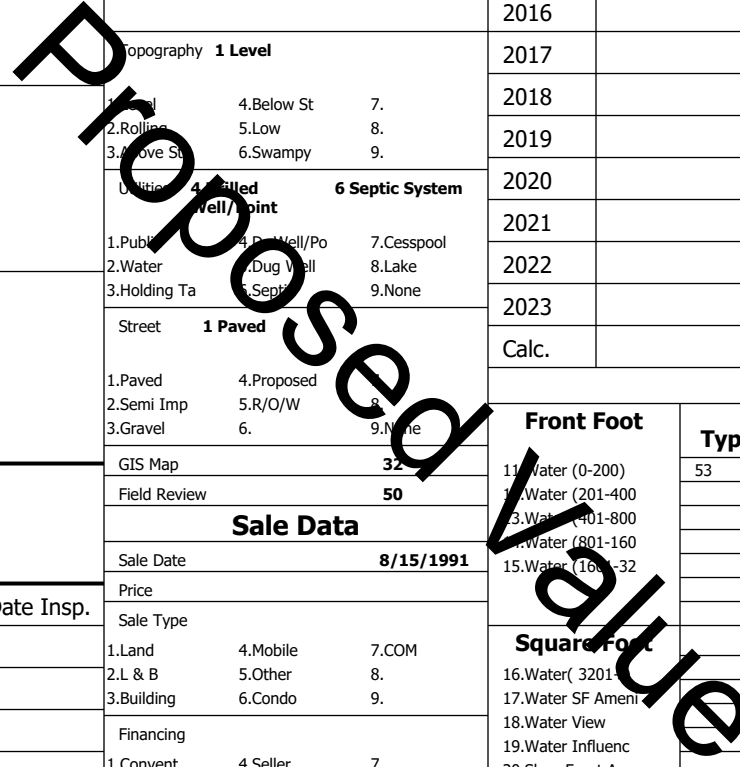 Proposed Value
2016
Topography 1 Level
2017
2018
4.Below St 7.
2.Rolling 5.Low 8.
3.Above St 6.Swampy 9.
2019
Utilities 4 Drilled Well/Point 6 Septic System
2020
1.Public 4.Dr Well/Po 7.Cesspool
2021
2.Water 5.Dug Well 8.Lake
2022
3.Holding Ta 6.Septic 9.None
2023
Street 1 Paved
Calc.
1.Paved 4.Proposed
2.Semi Imp 5.R/O/W 8.
3.Gravel 6. 9.None
Front Foot
Typ
GIS Map 32
11.Water (0-200) 53
Field Review 50
12.Water (201-400
13.Water (401-800
14.Water (801-160
15.Water (1601-32
Sale Data
Sale Date 8/15/1991
Price
Date Insp.
Sale Type
1.Land 4.Mobile 7.COM
2.L & B 5.Other 8.
3.Building 6.Condo 9.
Square Foot
16.Water( 3201-
17.Water SF Ameni
18.Water View
19.Water Influenc
Financing
1.Convent 4.Seller 7.